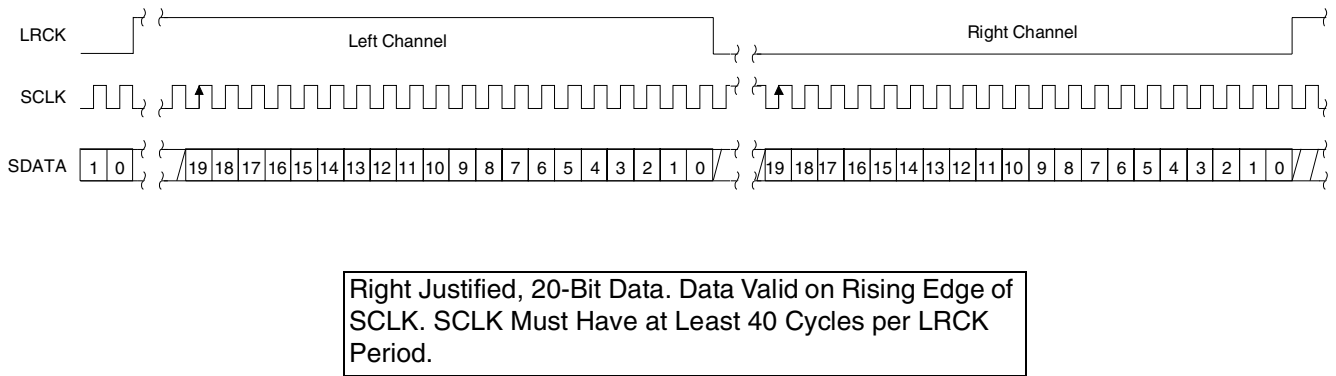 LRCK Left Channel Right Channel
SCLK
SDATA 1 0 19 18 17 16 15 14 13 12 11 10 9 8 7 6 5 4 3 2 1 0 19 18 17 16 15 14 13 12 11 10 9 8 7 6 5 4 3 2 1 0
Right Justified, 20-Bit Data. Data Valid on Rising Edge of
SCLK. SCLK Must Have at Least 40 Cycles per LRCK
Period.